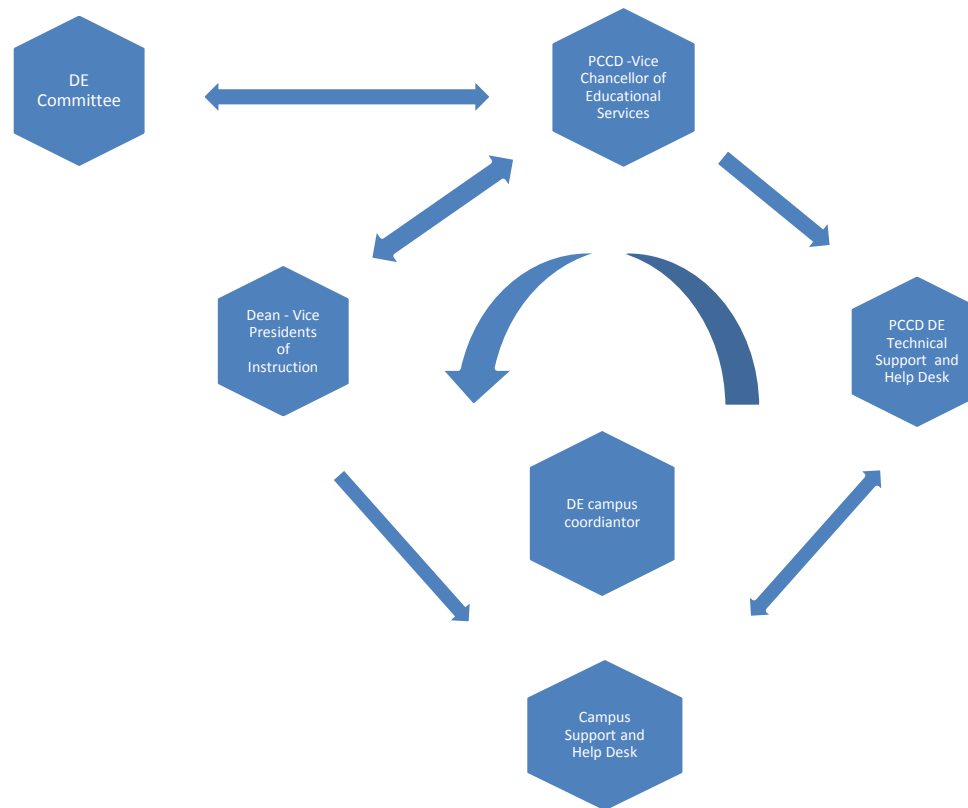 DE
Committee
PCCD -Vice
Chancellor of
Educational
Services
Dean - Vice
Presidents
of
Instruction
PCCD DE
Technical
Support and
Help Desk
DE campus
coordiantor
Campus
Support and
Help Desk